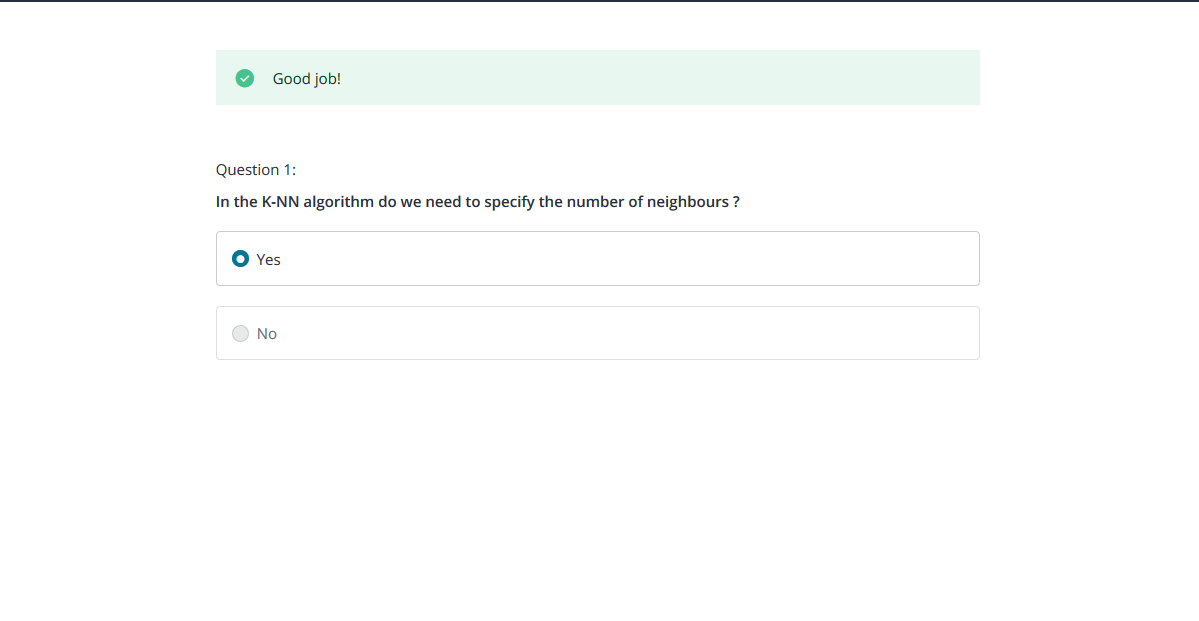 Good job!
Question 1:
In the K-NN algorithm do we need to specify the number of neighbours ?
Yes
No